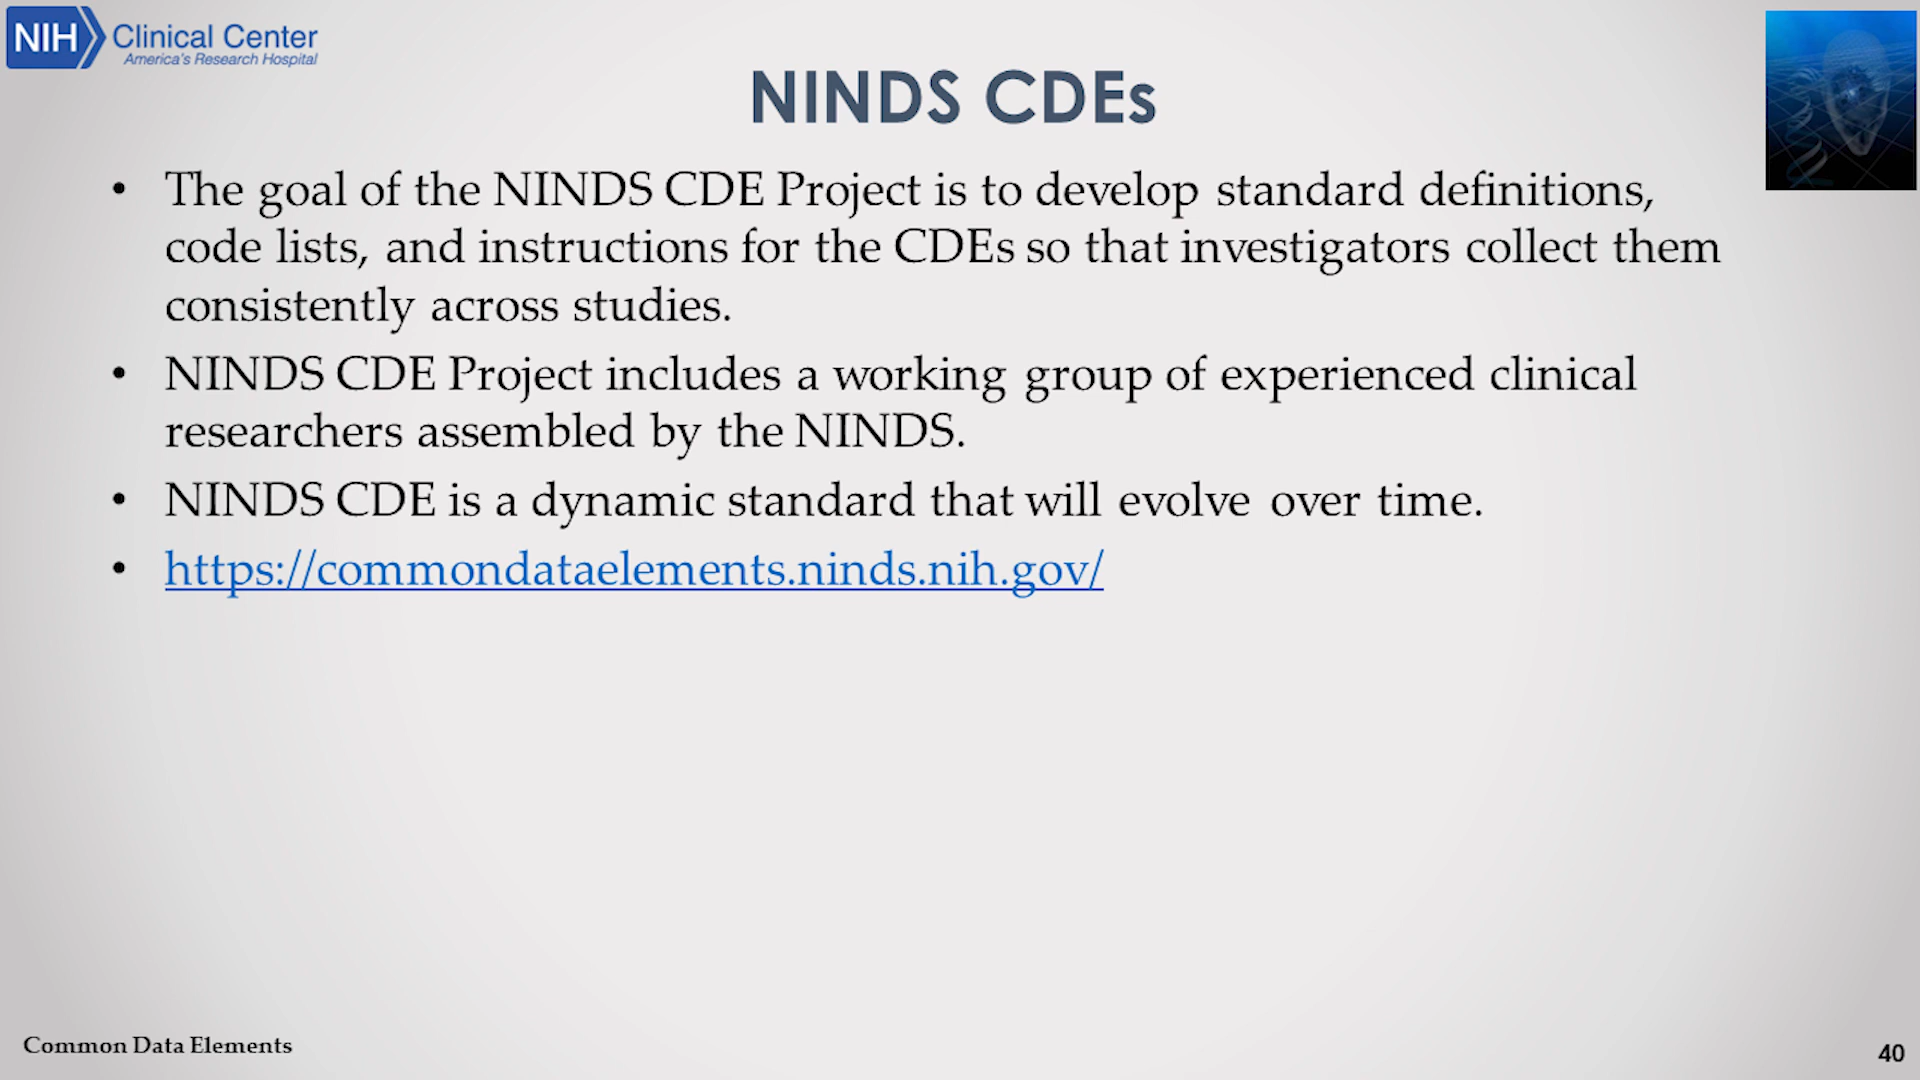 NIH Clinical Center
America's Research Hospital
NINDS CDEs
• The goal of the NINDS CDE Project is to develop standard definitions,
code lists, and instructions for the CDEs so that investigators collect them
consistently across studies.
• NINDS CDE Project includes a working group of experienced clinical
researchers assembled by the NINDS.
• NINDS CDE is a dynamic standard that will evolve over time.
• https://commondataelements.ninds.nih.gov/
Common Data Elements
40